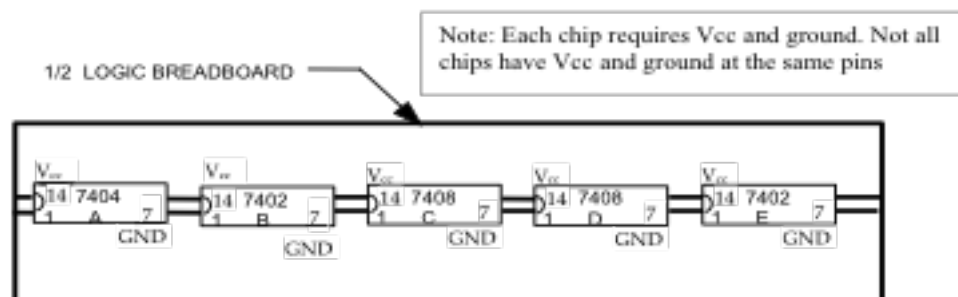 Note: Each chip requires Vcc and ground. Not all
chips have Vcc and ground at the same pins
1/2 LOGIC BREADBOARD
Vcc Vcc Vcc Vcc Vcc
14 7404 14 7402 14 7408 14 7408 14 7402
1 A 7 1 B 7 1 C 7 1 D 7 1 E 7
GND GND GND GND GND